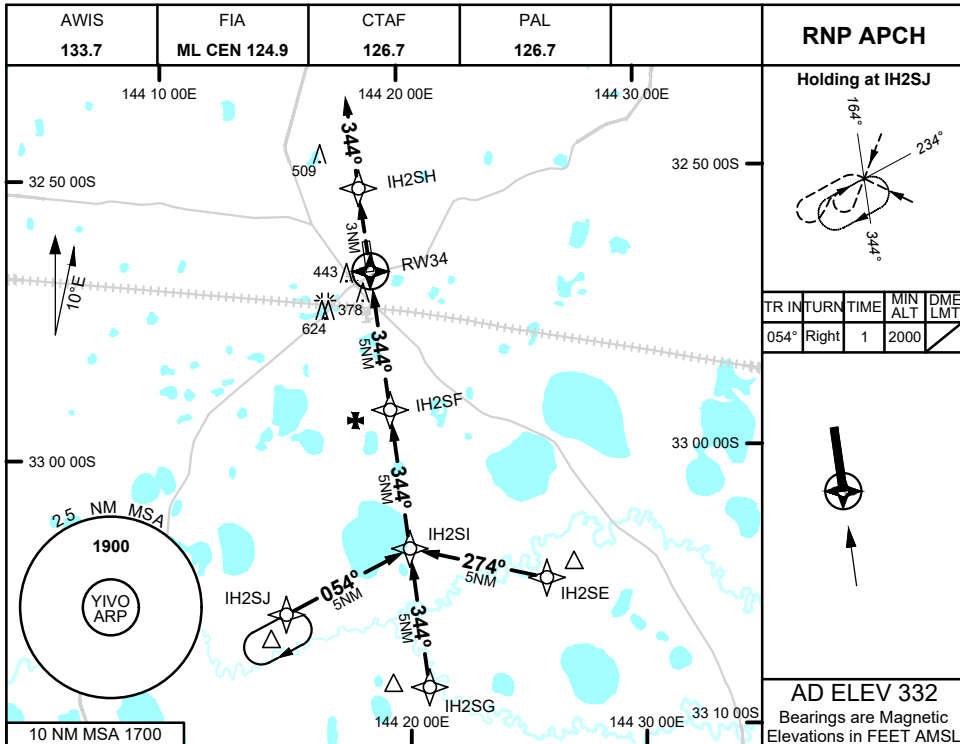 AWIS
133.7
FIA
ML CEN 124.9
CTAF
126.7
PAL
126.7
RNP APCH
144 10 00E
144 20 00E
144 30 00E
Holding at IH2SJ
164°
234°
344°
TR IN TURN TIME MIN ALT DME LMT
054° Right 1 2000
344°
509
IH2SH
32 50 00S
32 50 00S
3NM
RW34
10°E
443
378
624
344°
5NM
IH2SF
33 00 00S
33 00 00S
344°
5NM
25 NM MSA
1900
YIVO
ARP
IH2SI
274°
5NM
IH2SE
054°
5NM
IH2SJ
344°
5NM
IH2SG
10 NM MSA 1700
144 20 00E
144 30 00E
33 10 00S
AD ELEV 332
Bearings are Magnetic
Elevations in FEET AMSL